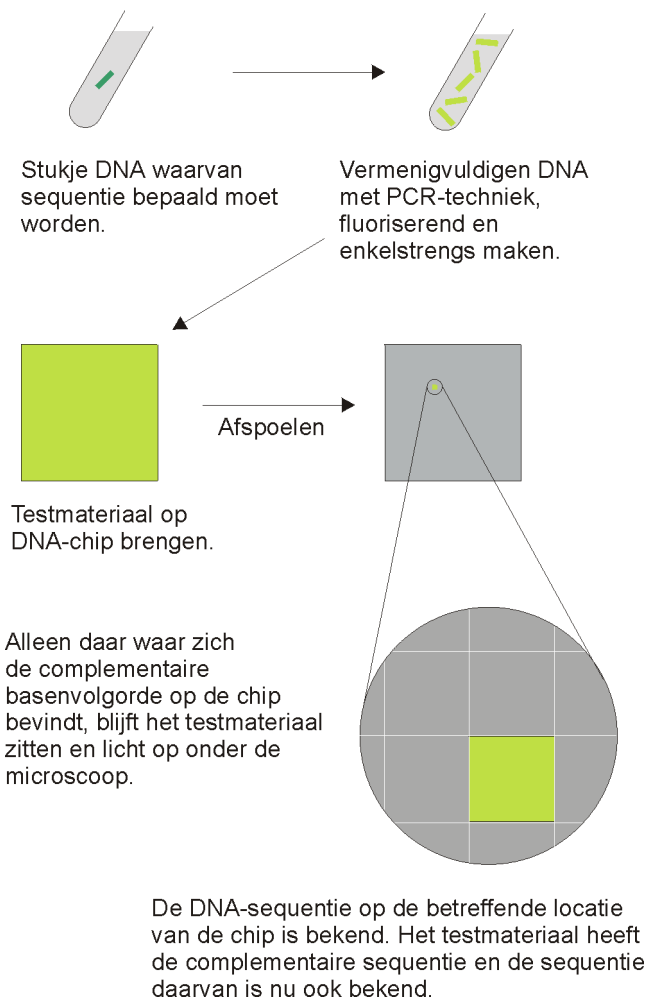 Stukje DNA waarvan
sequentie bepaald moet
worden.
Vermenigvuldigen DNA
met PCR-techniek,
fluoriserend en
enkelstrengs maken.
Afspoelen
Testmateriaal op
DNA-chip brengen.
Alleen daar waar zich
de complementaire
basenvolgorde op de chip
bevindt, blijft het testmateriaal
zitten en licht op onder de
microscoop.
De DNA-sequentie op de betreffende locatie
van de chip is bekend. Het testmateriaal heeft
de complementaire sequentie en de sequentie
daarvan is nu ook bekend.